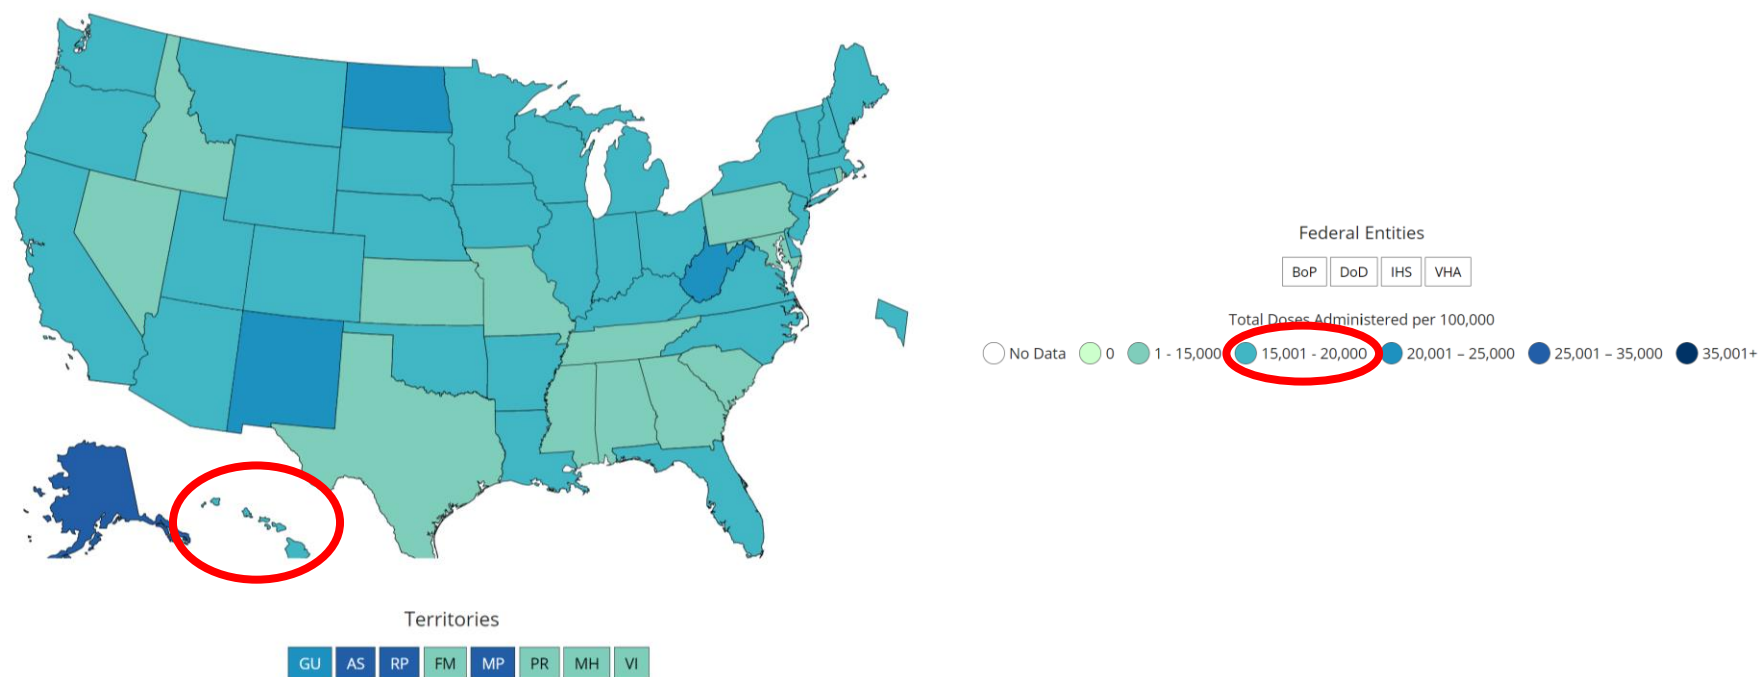 Federal Entities
BoP DoD IHS VHA
Total Doses Administered per 100,000
No Data 0 1 - 15,000 15,001 - 20,000 20,001 – 25,000 25,001 – 35,000 35,001+
Territories
GU AS RP FM MP PR MH VI